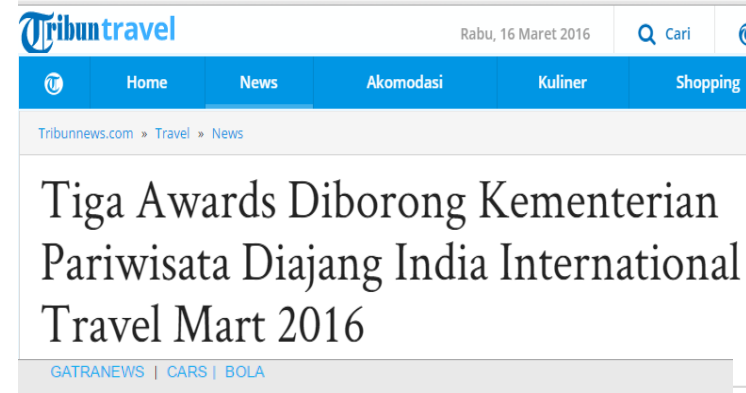 Tribuntravel
Rabu, 16 Maret 2016 Cari
Home News Akomodasi Kuliner Shopping
Tribunnews.com » Travel » News
Tiga Awards Diborong Kementerian
Pariwisata Diajang India International
Travel Mart 2016
GATRANEWS | CARS | BOLA